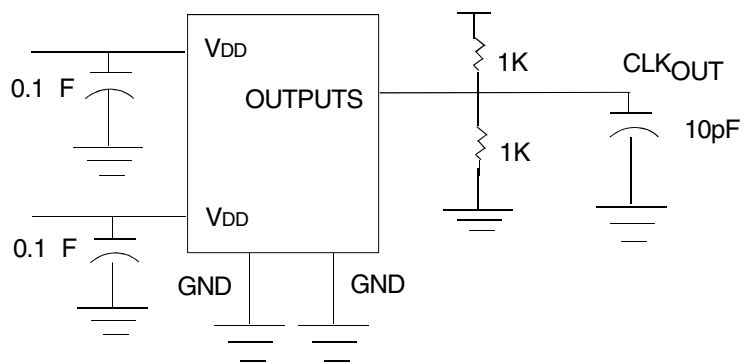 VDD
0.1 F
OUTPUTS
1K
CLKOUT
10pF
1K
VDD
0.1 F
GND
GND